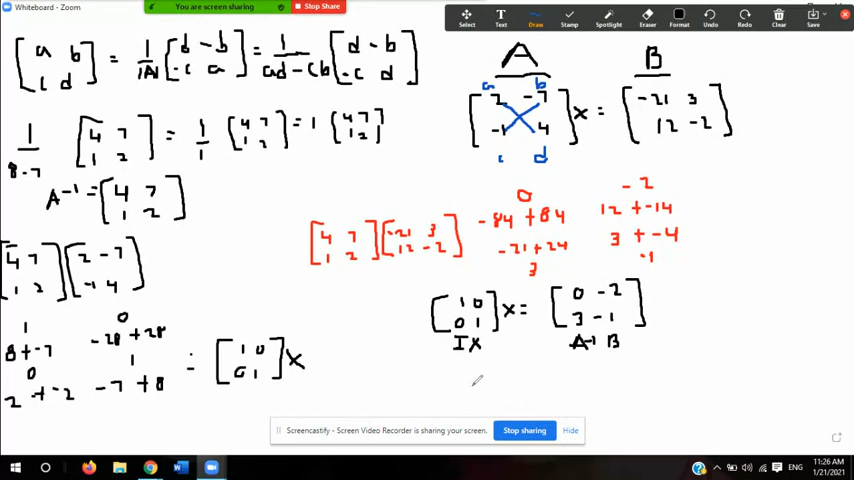 Whiteboard - Zoom
You are screen sharing
Stop Share
Select Text Draw Stamp Spotlight Eraser Format Undo Redo Clear Save
[a b
c d] = 1/|A| [d -b
-c a] = 1/ad-cb [d -b
-c d]
1/8-7 [4 7
1 2] = 1/1 [4 7
1 2] = 1 [4 7
1 2]
A-1 = [4 7
1 2]
[4 7
1 2] [2 -7
-1 4]
1 0
8+-7 -28+28
0 1
2+-2 -7+8
= [1 0
0 1] X
A B
a b
[2 -7
-1 4] X = [-21 3
12 -2]
c d
[4 7
1 2] [-21 3
12 -2]
0 -2
-84+84 12+-14
-21+24 3+-4
3 -1
[1 0
0 1] X = [0 -2
3 -1]
IX A-1 B
Screencastify - Screen Video Recorder is sharing your screen.
Stop sharing
Hide
ENG
11:26 AM
1/21/2021